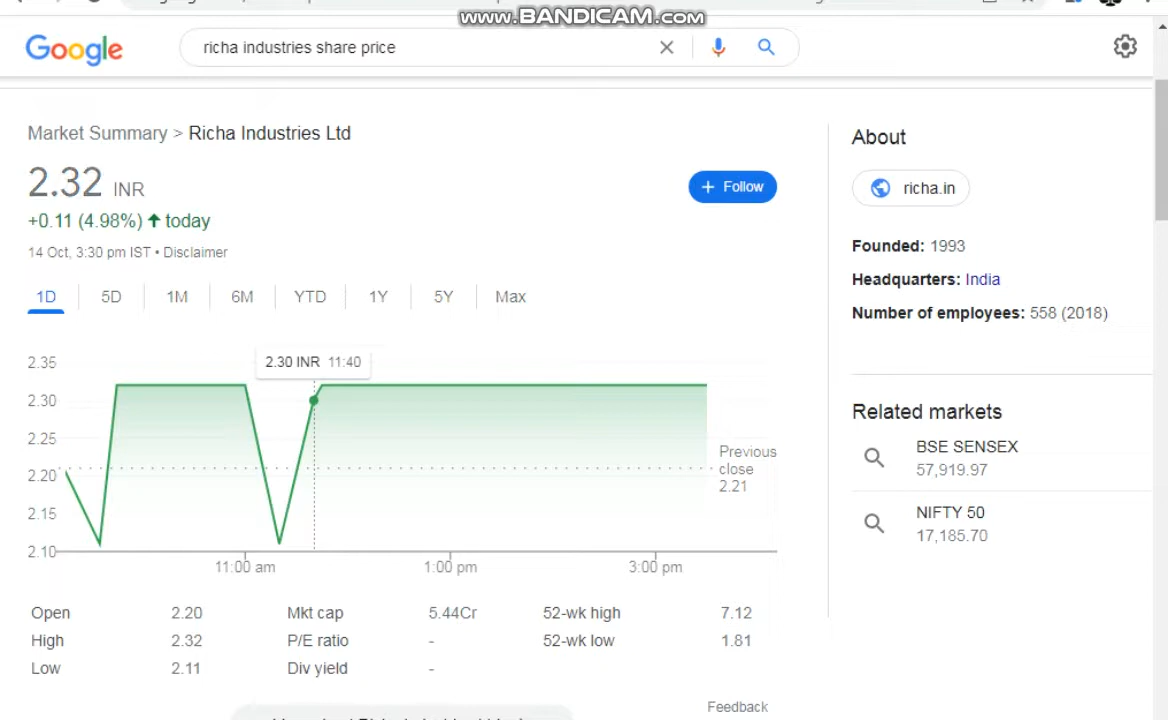 www.BANDICAM.com
Google
richa industries share price
Market Summary > Richa Industries Ltd
2.32 INR
+0.11 (4.98%) ↑ today
14 Oct, 3:30 pm IST • Disclaimer
+ Follow
1D 5D 1M 6M YTD 1Y 5Y Max
2.30 INR 11:40
2.35
2.30
2.25
2.20
2.15
2.10
Previous
close
2.21
11:00 am 1:00 pm 3:00 pm
Open 2.20 Mkt cap 5.44Cr 52-wk high 7.12
High 2.32 P/E ratio - 52-wk low 1.81
Low 2.11 Div yield -
Feedback
About
richa.in
Founded: 1993
Headquarters: India
Number of employees: 558 (2018)
Related markets
BSE SENSEX
57,919.97
NIFTY 50
17,185.70